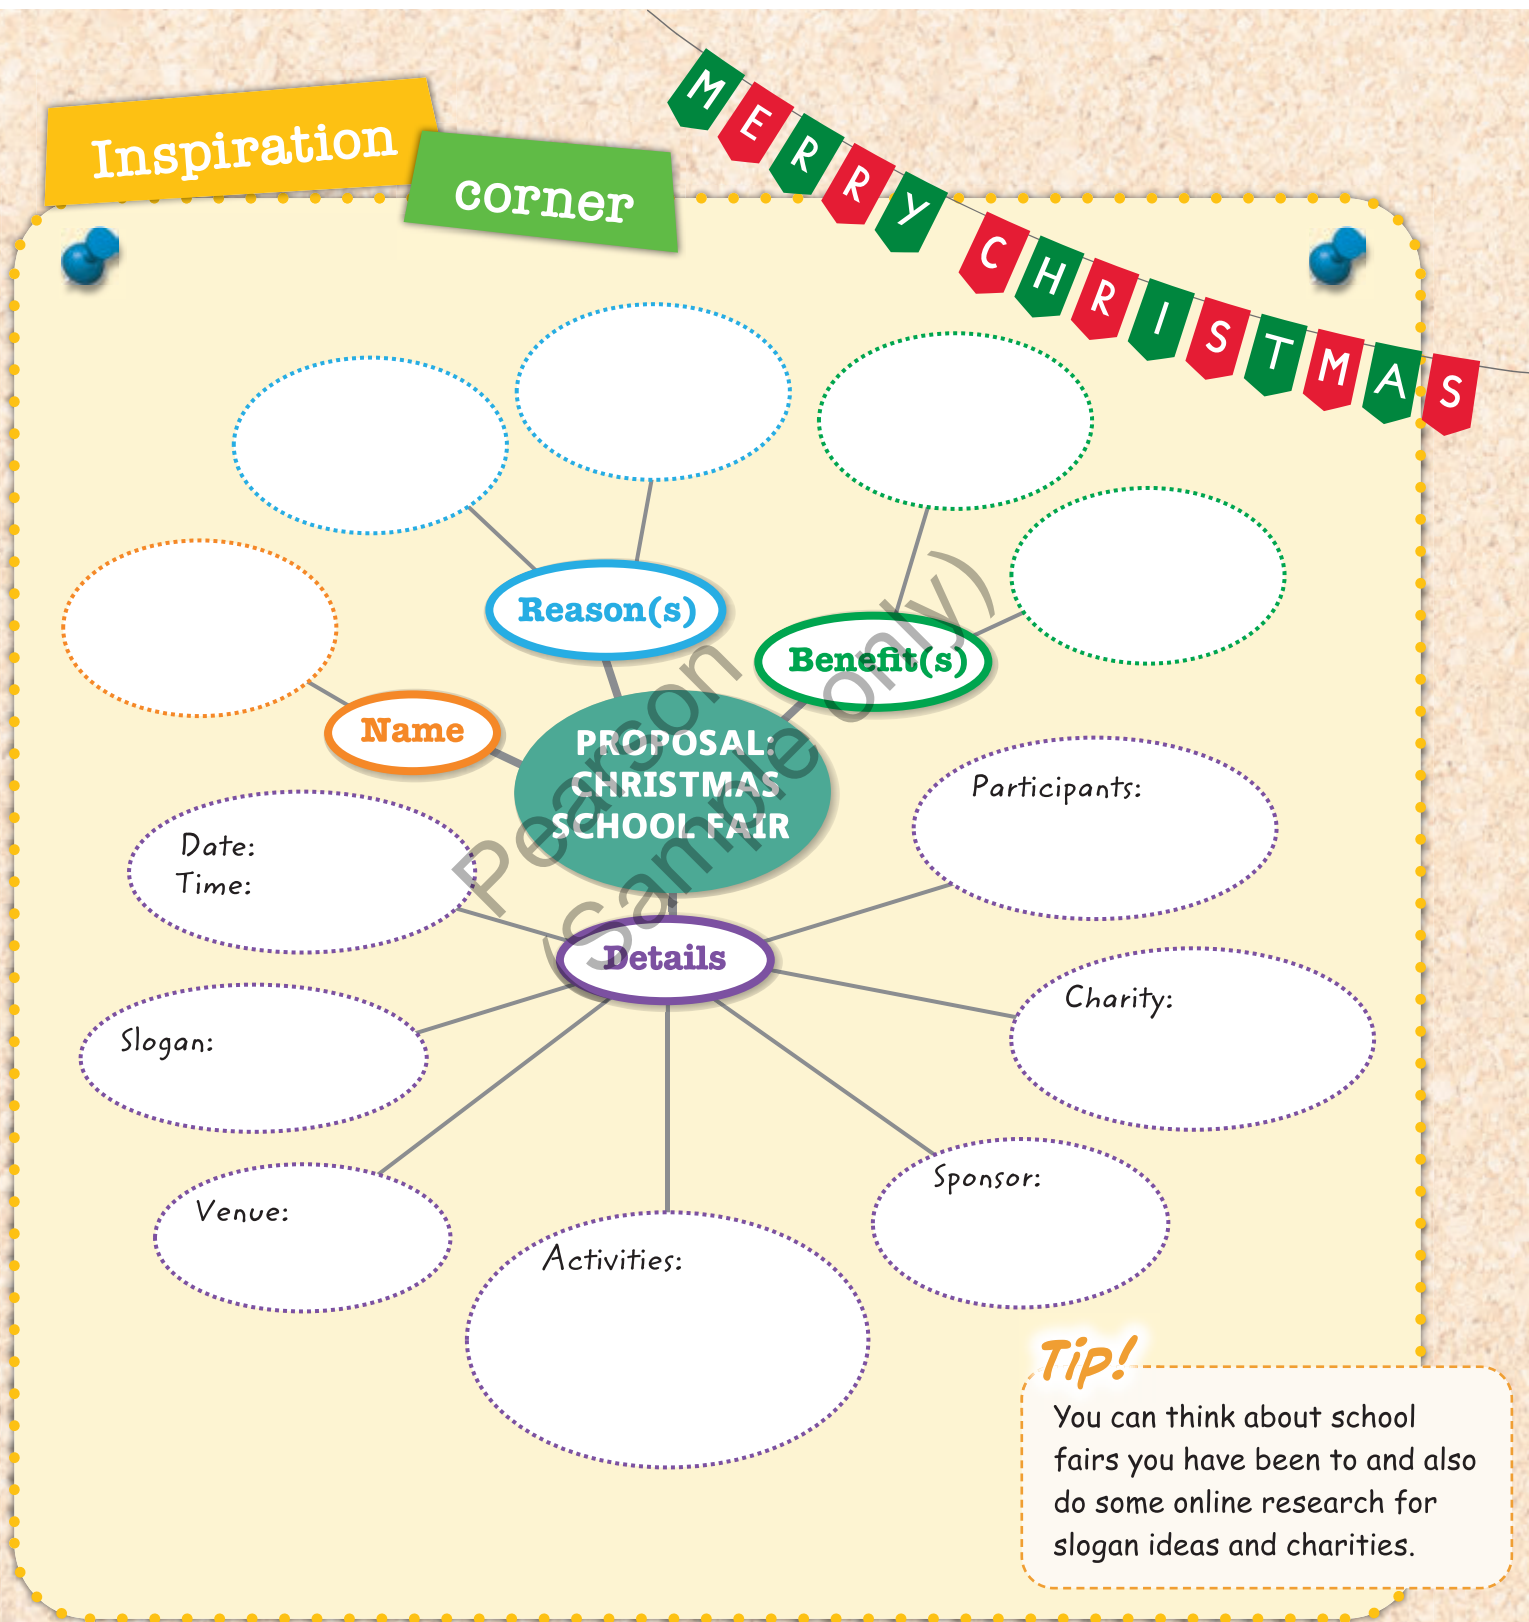 MERRY CHRISTMAS
Inspiration
corner
Reason(s)
Benefit(s)
Name
PROPOSAL:
CHRISTMAS
SCHOOL FAIR
Participants:
Date:
Time:
Details
Charity:
Slogan:
Sponsor:
Venue:
Activities:
Tip!
You can think about school
fairs you have been to and also
do some online research for
slogan ideas and charities.
Pearson
(Sample only)